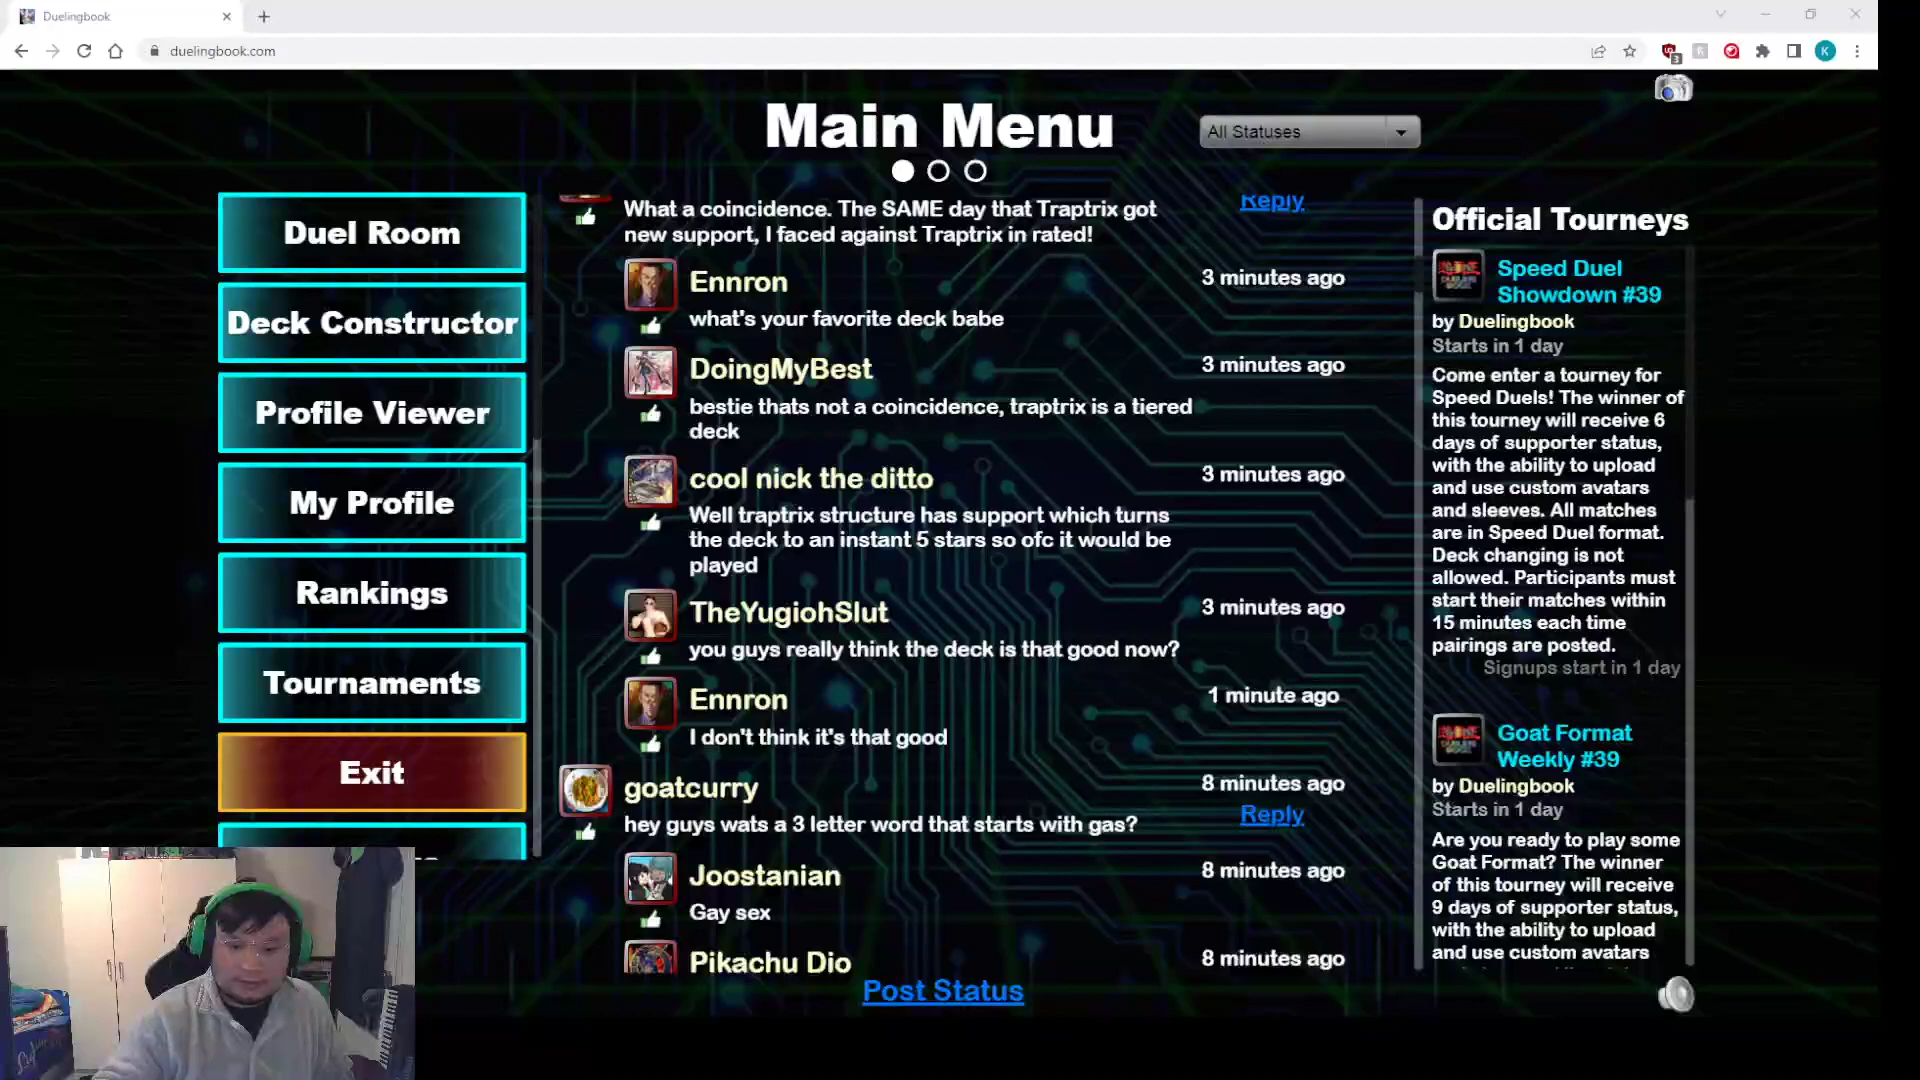 Duelingbook
duelingbook.com
3
K
Main Menu
All Statuses
Duel Room
Deck Constructor
Profile Viewer
My Profile
Rankings
Tournaments
Exit
Reply
What a coincidence. The SAME day that Traptrix got
new support, I faced against Traptrix in rated!
Ennron
3 minutes ago
what's your favorite deck babe
DoingMyBest
3 minutes ago
bestie thats not a coincidence, traptrix is a tiered
deck
cool nick the ditto
3 minutes ago
Well traptrix structure has support which turns
the deck to an instant 5 stars so ofc it would be
played
TheYugiohSlut
3 minutes ago
you guys really think the deck is that good now?
Ennron
1 minute ago
I don't think it's that good
goatcurry
8 minutes ago
hey guys wats a 3 letter word that starts with gas?
Reply
Joostanian
8 minutes ago
Gay sex
Pikachu Dio
8 minutes ago
Post Status
Official Tourneys
Speed Duel
Showdown #39
by Duelingbook
Starts in 1 day
Come enter a tourney for
Speed Duels! The winner of
this tourney will receive 6
days of supporter status,
with the ability to upload
and use custom avatars
and sleeves. All matches
are in Speed Duel format.
Deck changing is not
allowed. Participants must
start their matches within
15 minutes each time
pairings are posted.
Signups start in 1 day
Goat Format
Weekly #39
by Duelingbook
Starts in 1 day
Are you ready to play some
Goat Format? The winner
of this tourney will receive
9 days of supporter status,
with the ability to upload
and use custom avatars